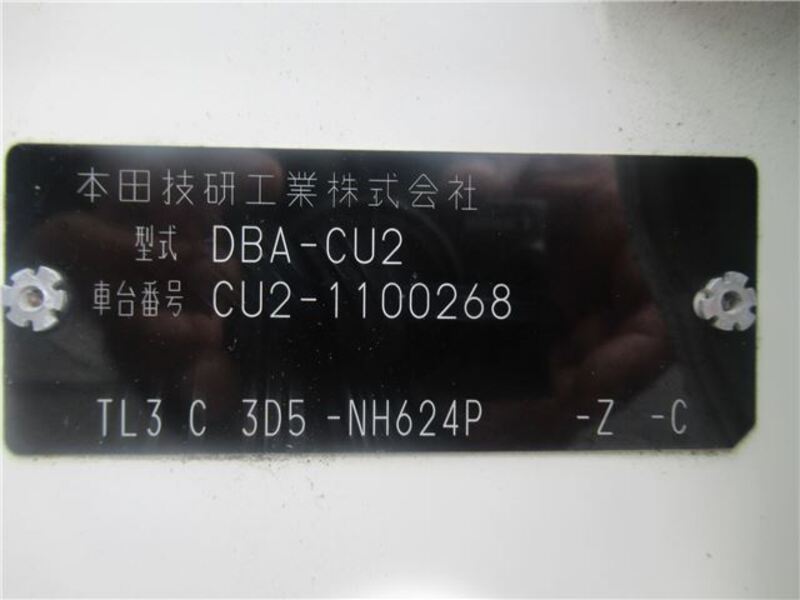 本田技研工業株式会社
型式 DBA-CU2
車台番号 CU2-1100268
TL3 C 3D5 -NH624P -Z -C